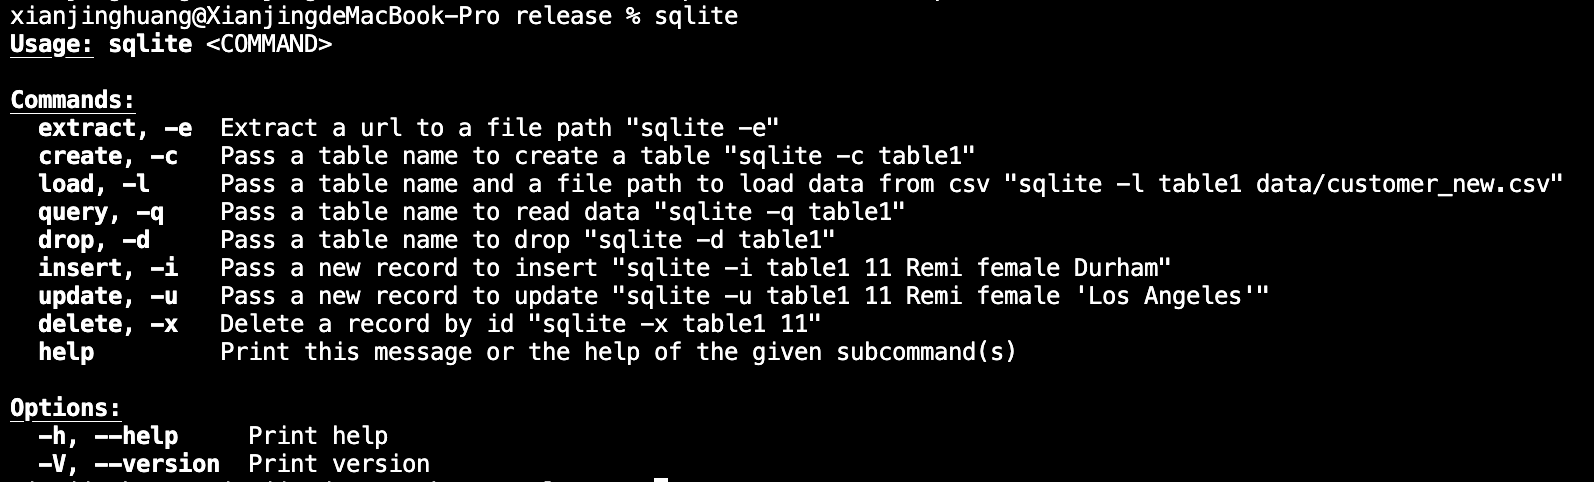 xianjinghuang@XianjingdeMacBook-Pro release % sqlite
Usage: sqlite <COMMAND>
Commands:
extract, -e  Extract a url to a file path "sqlite -e"
create, -c   Pass a table name to create a table "sqlite -c table1"
load, -l     Pass a table name and a file path to load data from csv "sqlite -l table1 data/customer_new.csv"
query, -q    Pass a table name to read data "sqlite -q table1"
drop, -d     Pass a table name to drop "sqlite -d table1"
insert, -i   Pass a new record to insert "sqlite -i table1 11 Remi female Durham"
update, -u   Pass a new record to update "sqlite -u table1 11 Remi female 'Los Angeles'"
delete, -x   Delete a record by id "sqlite -x table1 11"
help         Print this message or the help of the given subcommand(s)
Options:
-h, --help     Print help
-V, --version  Print version